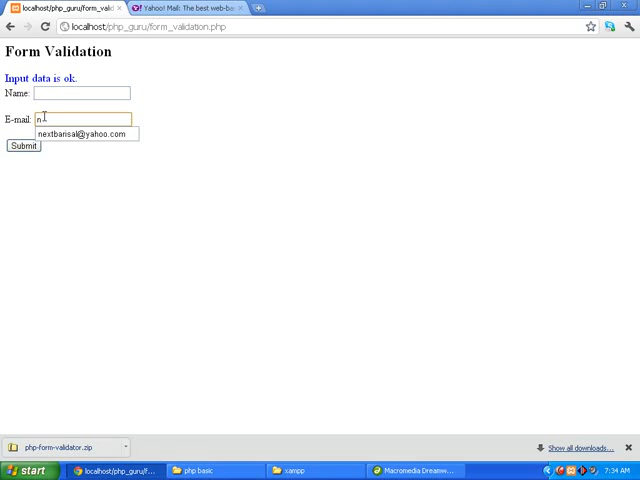 localhost/php_guru/form_vali
Yahoo! Mail: The best web-ba
localhost/php_guru/form_validation.php
Form Validation
Input data is ok.
Name:
E-mail: n
nextbarisal@yahoo.com
Submit
php-form-validator.zip
Show all downloads...
start
localhost/php_guru/f...
php basic
xampp
Macromedia Dreamw...
7:34 AM